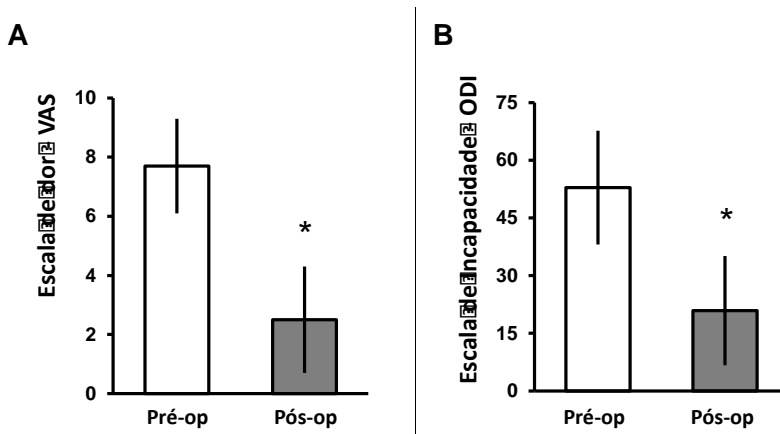 A
Escala de dor VAS
10
8
6
4
2
0
*
Pré-op
Pós-op
B
Escala de Incapacidade ODI
75
60
45
30
15
0
*
Pré-op
Pós-op